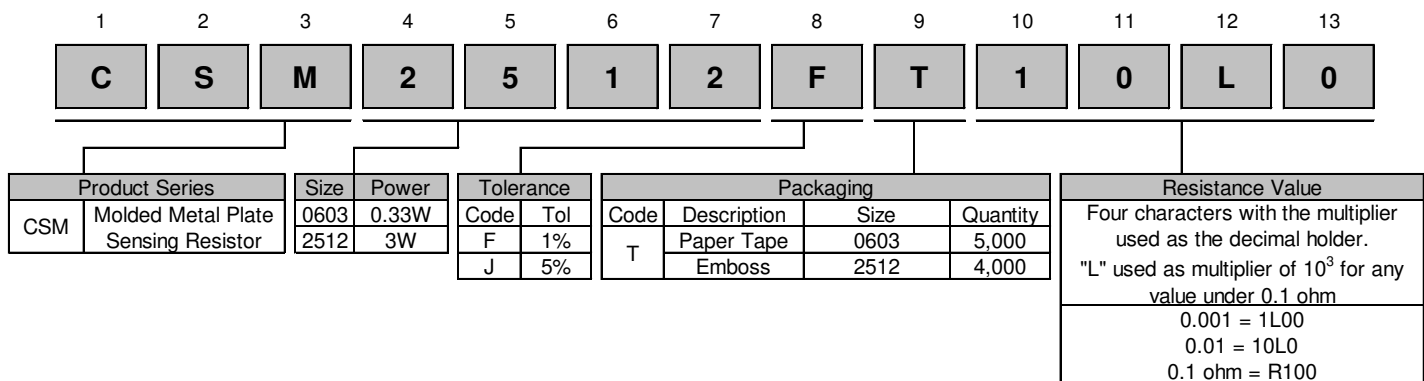 1 2 3 4 5 6 7 8 9 10 11 12 13
C S M 2 5 1 2 F T 1 0 L 0
Product Series
CSM Molded Metal Plate
Sensing Resistor
Size Power
0603 0.33W
2512 3W
Tolerance
Code Tol
F 1%
J 5%
Packaging
Code Description Size Quantity
T Paper Tape 0603 5,000
Emboss 2512 4,000
Resistance Value
Four characters with the multiplier
used as the decimal holder.
"L" used as multiplier of 10³ for any
value under 0.1 ohm
0.001 = 1L00
0.01 = 10L0
0.1 ohm = R100